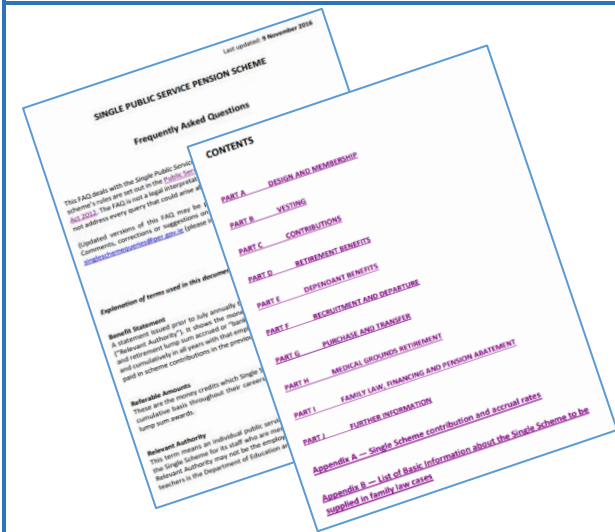 Last updated: 9 November 2016
SINGLE PUBLIC SERVICE PENSION SCHEME
Frequently Asked Questions
This FAQ deals with the Single Public Servic
scheme's rules are set out in the Public Ser
Act 2012. The FAQ is not a legal interpretat
not address every query that could arise a
(Updated versions of this FAQ may be
Comments, corrections or suggestions on
singleschemequeries@per.gov.ie (please i
Explanation of terms used in this documen
Benefit Statement
A statement issued prior to July annually t
("Relevant Authority"). It shows the mon
and retirement lump sum accrued or "ban
and cumulatively in all years with that emp
paid in scheme contributions in the previou
Referable Amounts
These are the money credits which Single S
cumulative basis throughout their careers
lump sum awards.
Relevant Authority
This term means an individual public servi
the Single Scheme for its staff who are me
Relevant Authority may not be the employ
teachers is the Department of Education an
CONTENTS
PART A DESIGN AND MEMBERSHIP
PART B VESTING
PART C CONTRIBUTIONS
PART D RETIREMENT BENEFITS
PART E DEPENDANT BENEFITS
PART F RECRUITMENT AND DEPARTURE
PART G PURCHASE AND TRANSFER
PART H MEDICAL GROUNDS RETIREMENT
PART I FAMILY LAW, FINANCING AND PENSION ABATEMENT
PART J FURTHER INFORMATION
Appendix A — Single Scheme contribution and accrual rates
Appendix B — List of Basic Information about the Single Scheme to be
supplied in family law cases